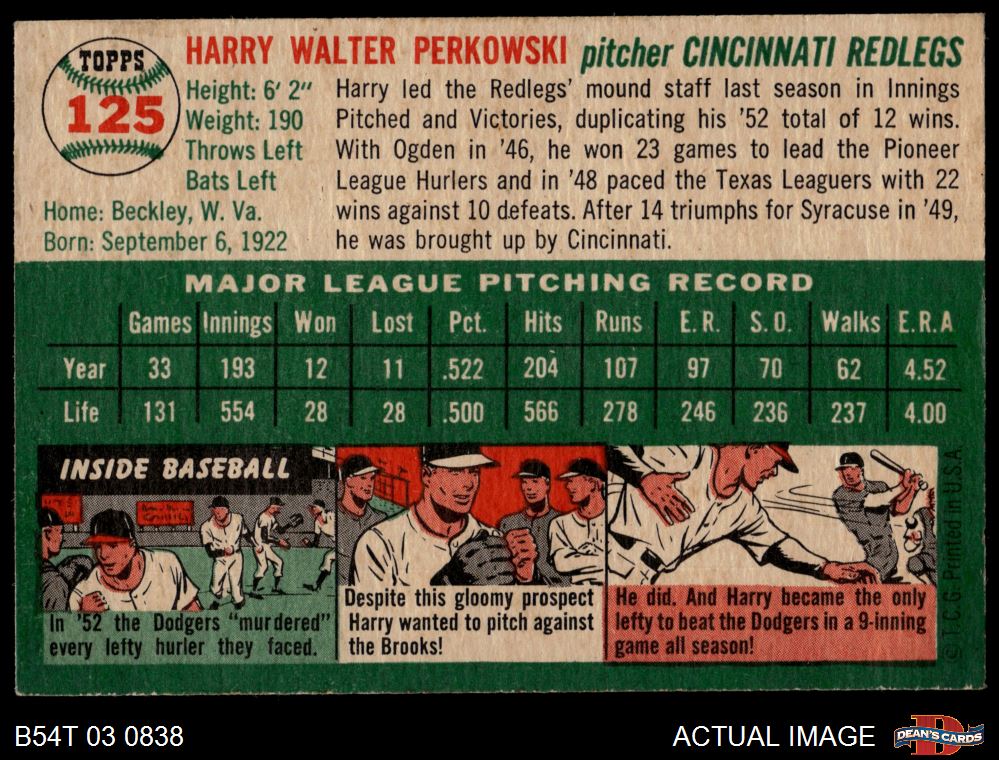 TOPPS
125
HARRY WALTER PERKOWSKI pitcher CINCINNATI REDLEGS
Height: 6' 2"
Weight: 190
Throws Left
Bats Left
Home: Beckley, W. Va.
Born: September 6, 1922
Harry led the Redlegs' mound staff last season in Innings
Pitched and Victories, duplicating his '52 total of 12 wins.
With Ogden in '46, he won 23 games to lead the Pioneer
League Hurlers and in '48 paced the Texas Leaguers with 22
wins against 10 defeats. After 14 triumphs for Syracuse in '49,
he was brought up by Cincinnati.
MAJOR LEAGUE PITCHING RECORD
Games Innings Won Lost Pct. Hits Runs E.R. S.O. Walks E.R.A
Year 33 193 12 11 .522 204 107 97 70 62 4.52
Life 131 554 28 28 .500 566 278 246 236 237 4.00
INSIDE BASEBALL
In '52 the Dodgers "murdered"
every lefty hurler they faced.
Despite this gloomy prospect
Harry wanted to pitch against
the Brooks!
He did. And Harry became the only
lefty to beat the Dodgers in a 9-inning
game all season!
© T.C.G. Printed in U.S.A.
B54T 03 0838
ACTUAL IMAGE
DEAN'S CARDS